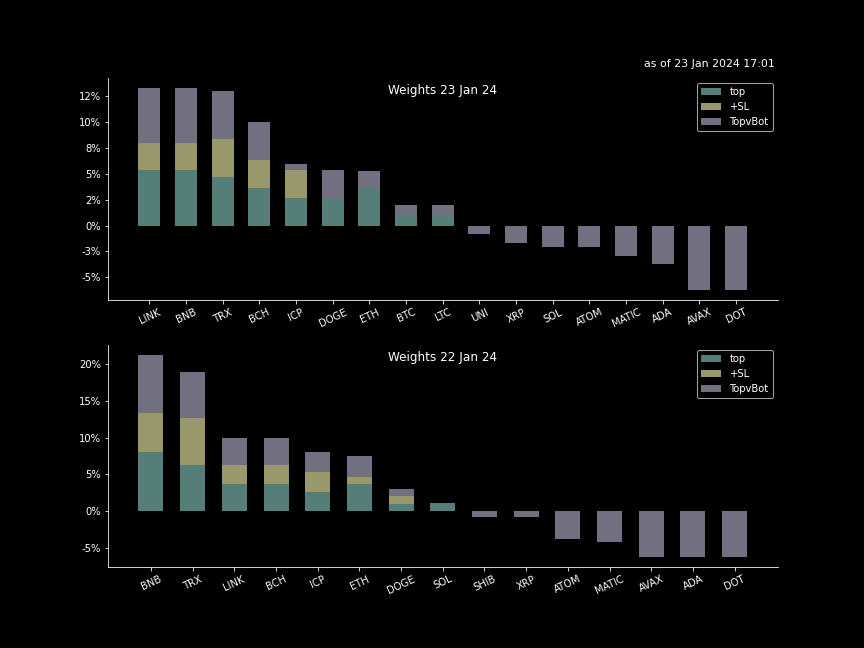 as of 23 Jan 2024 17:01
Weights 23 Jan 24
top
+SL
TopvBot
12%
10%
8%
5%
2%
0%
-3%
-5%
LINK BNB TRX BCH ICP DOGE ETH BTC LTC UNI XRP SOL ATOM MATIC ADA AVAX DOT
Weights 22 Jan 24
top
+SL
TopvBot
20%
15%
10%
5%
0%
-5%
BNB TRX LINK BCH ICP ETH DOGE SOL SHIB XRP ATOM MATIC AVAX ADA DOT